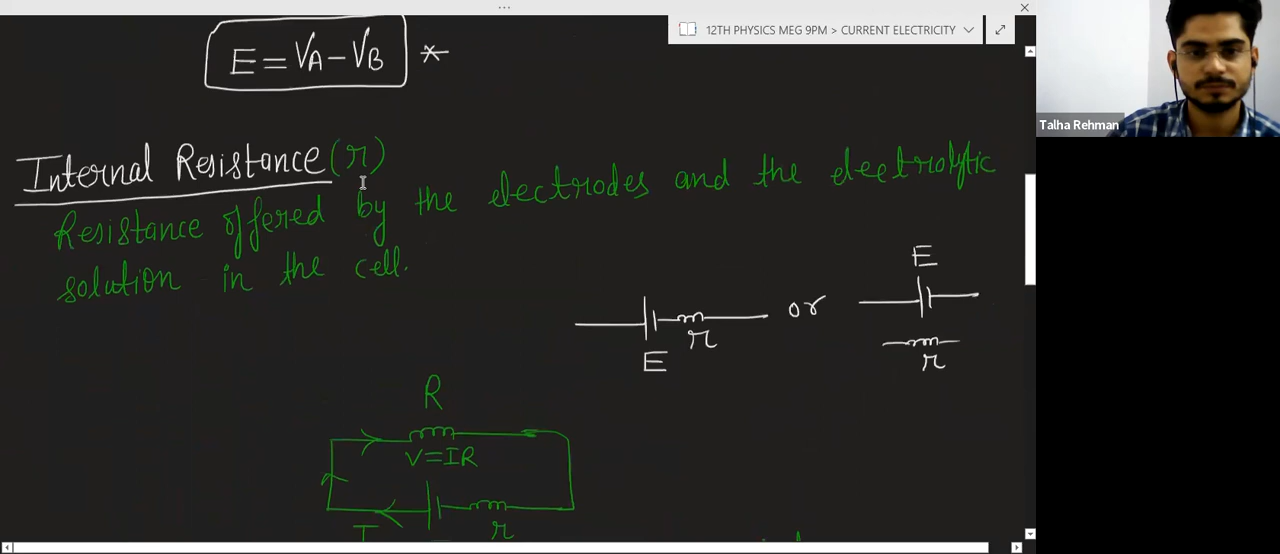 12TH PHYSICS MEG 9PM > CURRENT ELECTRICITY
Talha Rehman
E = VA - VB *
Internal Resistance (r)
Resistance offered by the electrodes and the electrolytic
solution in the cell.
E
or
r
E
r
R
V=IR
I
r